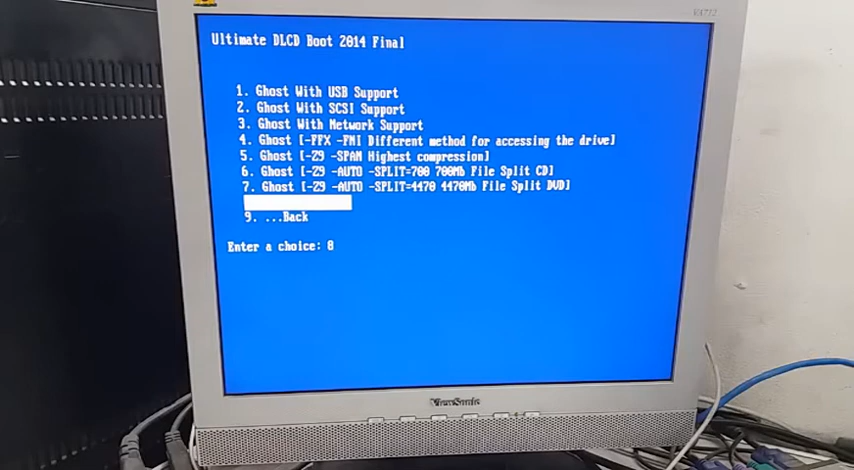 VA712
Ultimate DLCD Boot 2014 Final
1. Ghost With USB Support
2. Ghost With SCSI Support
3. Ghost With Network Support
4. Ghost [-FFX -FNI Different method for accessing the drive]
5. Ghost [-Z9 -SPAN Highest compression]
6. Ghost [-Z9 -AUTO -SPLIT=700 700Mb File Split CD]
7. Ghost [-Z9 -AUTO -SPLIT=4470 4470Mb File Split DVD]
9. ...Back
Enter a choice: 8
ViewSonic